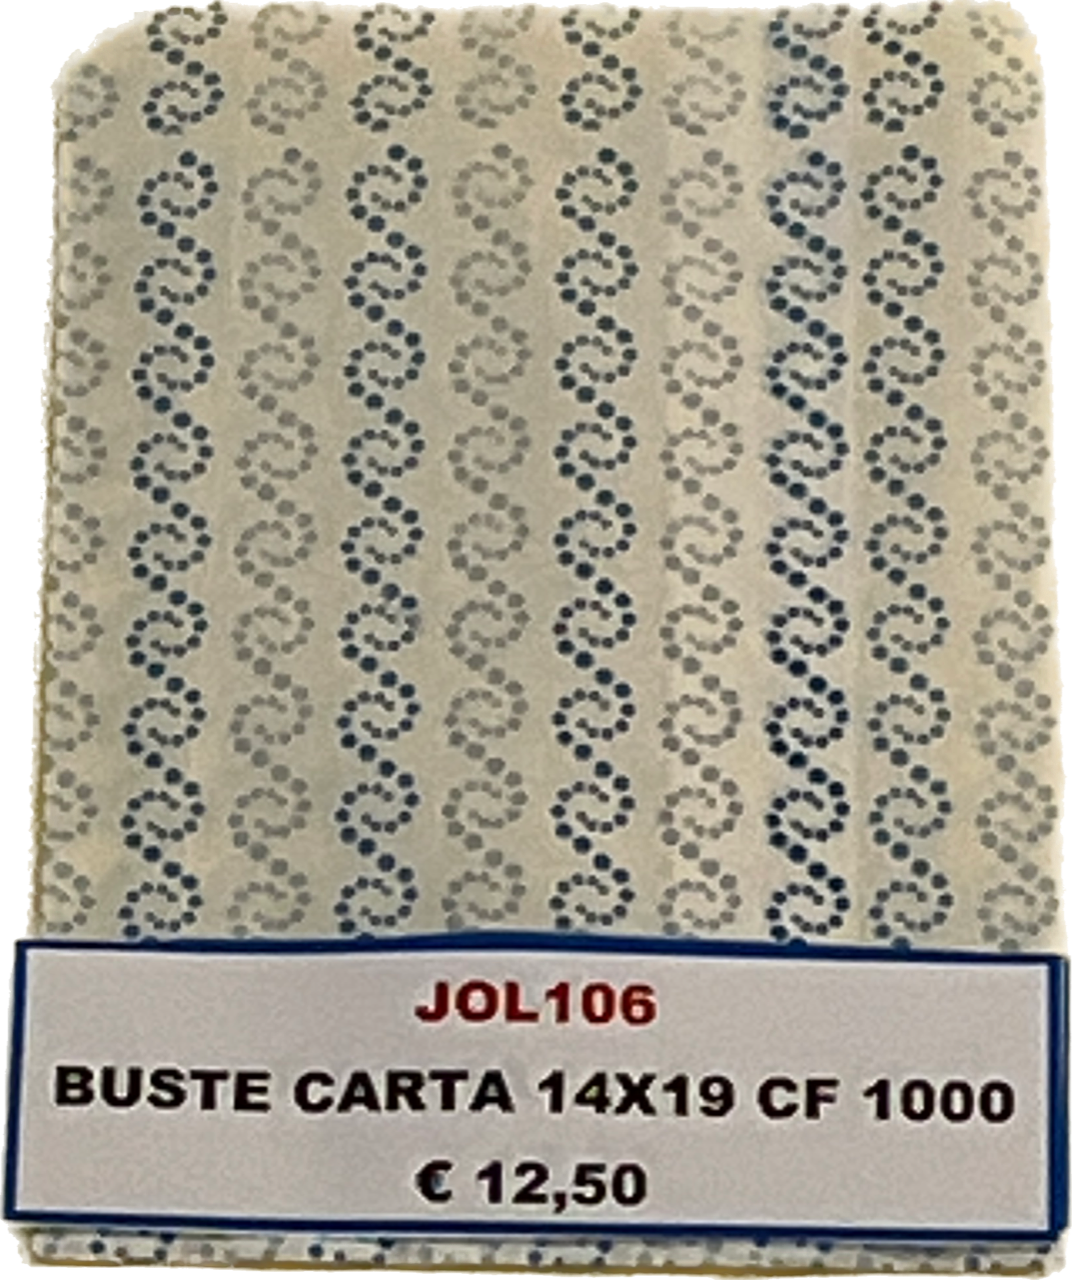 JOL106
BUSTE CARTA 14X19 CF 1000
€ 12,50